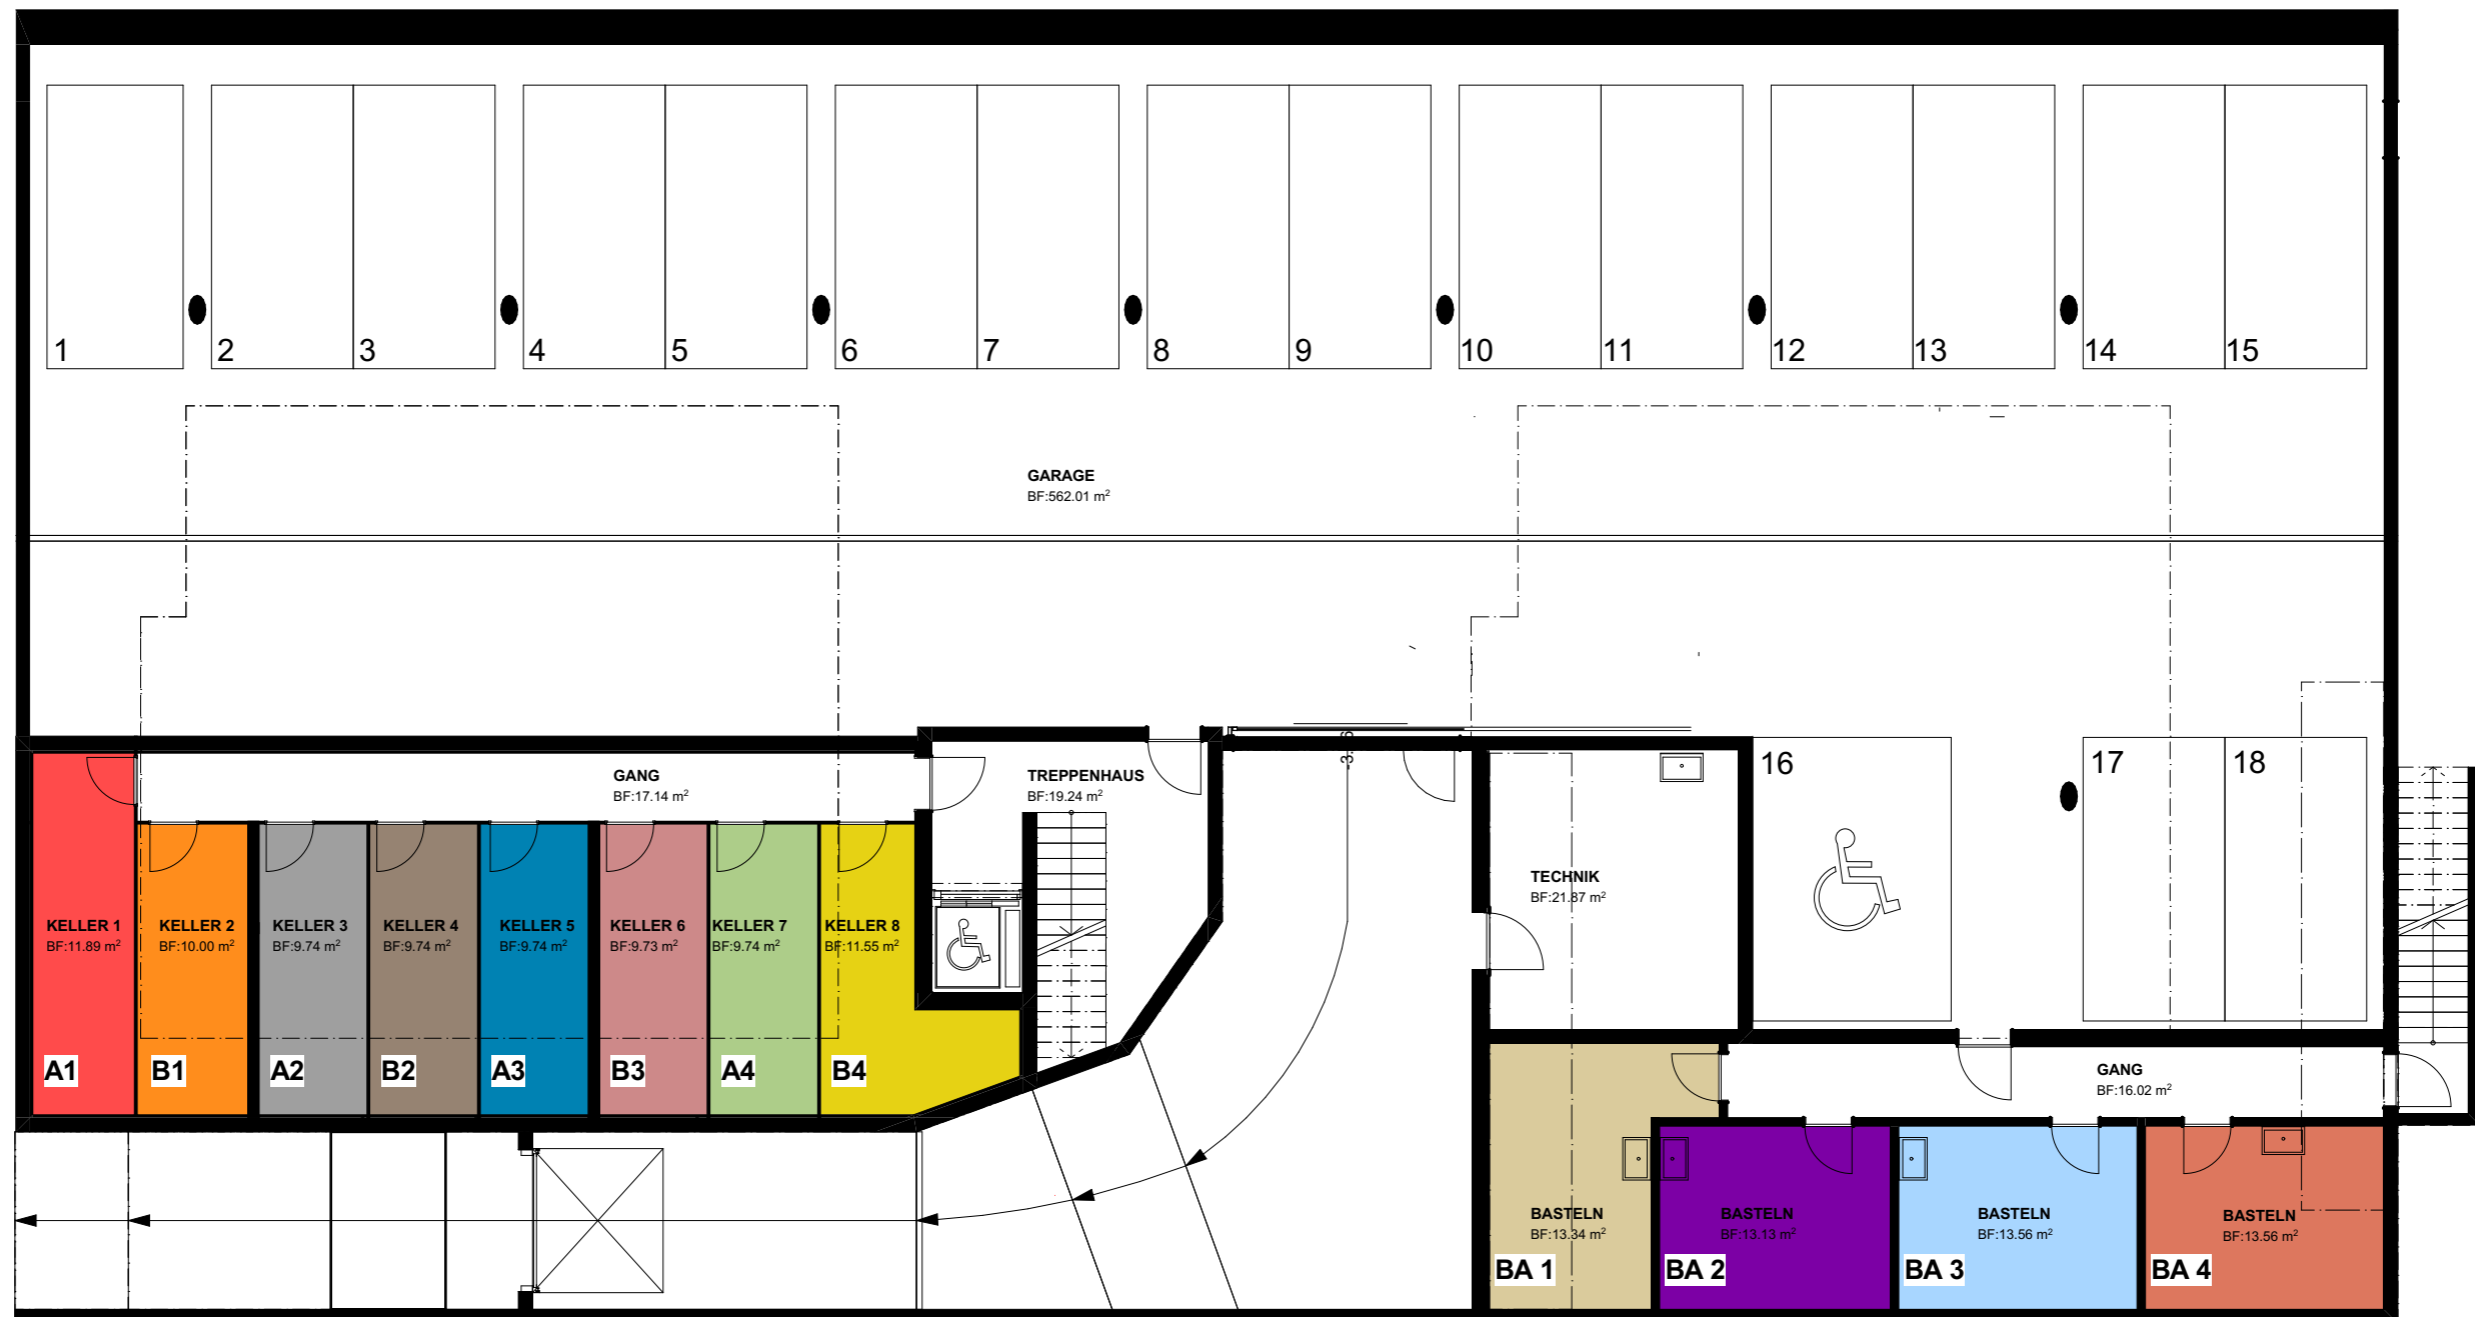 1 2 3 4 5 6 7 8 9 10 11 12 13 14 15
GARAGE
BF:562.01 m²
GANG
BF:17.14 m²
TREPPENHAUS
BF:19.24 m²
16 17 18
TECHNIK
BF:21.87 m²
KELLER 1
BF:11.89 m²
A1
KELLER 2
BF:10.00 m²
B1
KELLER 3
BF:9.74 m²
A2
KELLER 4
BF:9.74 m²
B2
KELLER 5
BF:9.74 m²
A3
KELLER 6
BF:9.73 m²
B3
KELLER 7
BF:9.74 m²
A4
KELLER 8
BF:11.55 m²
B4
GANG
BF:16.02 m²
BASTELN
BF:13.34 m²
BA 1
BASTELN
BF:13.13 m²
BA 2
BASTELN
BF:13.56 m²
BA 3
BASTELN
BF:13.56 m²
BA 4